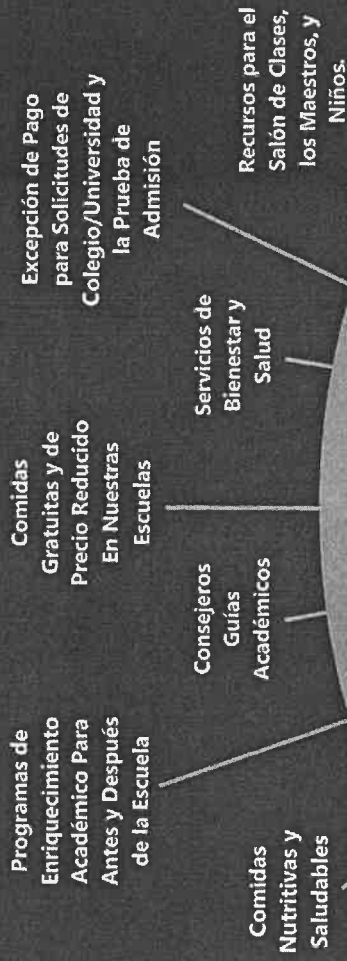 Programas de
Enriquecimiento
Académico Para
Antes y Después
de la Escuela
Comidas
Gratuitas y de
Precio Reducido
En Nuestras
Escuelas
Excepción de Pago
para Solicitudes de
Colegio/Universidad y
la Prueba de
Admisión
Comidas
Nutritivas y
Saludables
Consejeros
Guías
Académicos
Servicios de
Bienestar y
Salud
Recursos para el
Salón de Clases,
los Maestros, y
Niños.